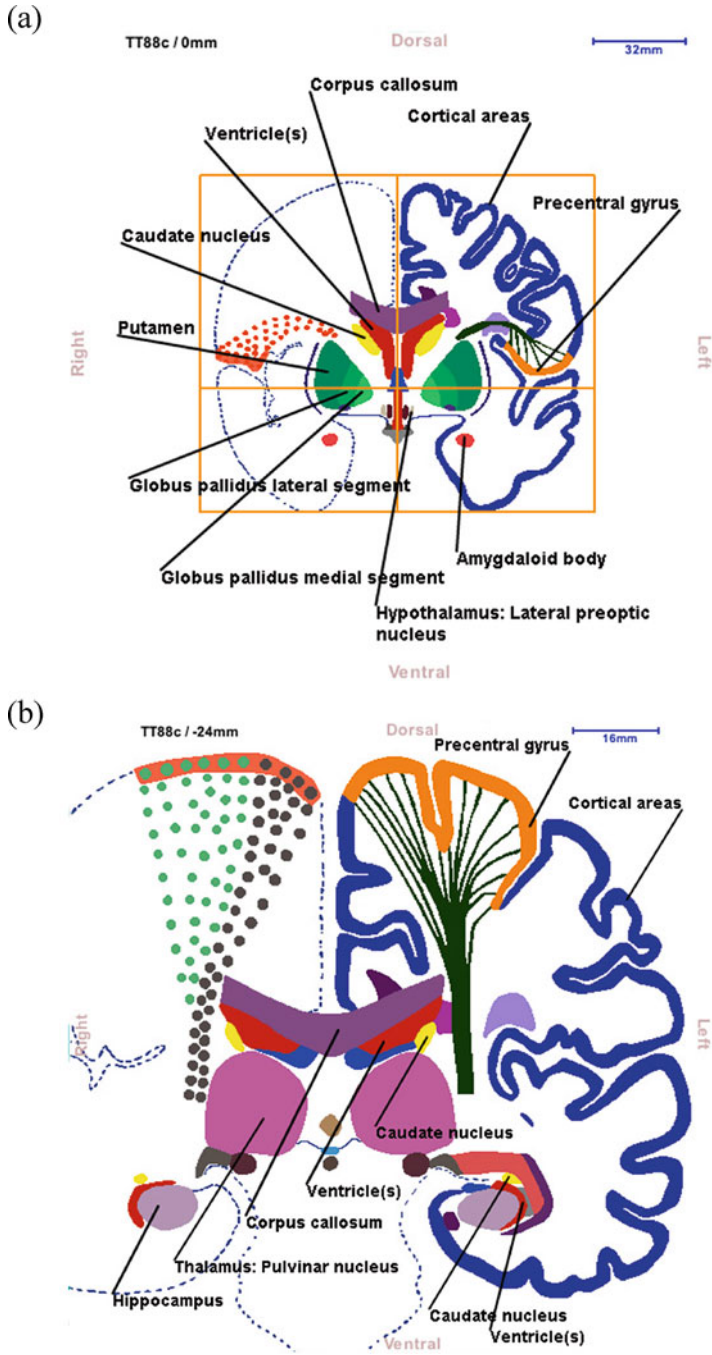 (a)
TT88c / 0mm
Dorsal
32mm
Corpus callosum
Cortical areas
Ventricle(s)
Precentral gyrus
Caudate nucleus
Putamen
Right
Left
Globus pallidus lateral segment
Amygdaloid body
Globus pallidus medial segment
Hypothalamus: Lateral preoptic
nucleus
Ventral
(b)
TT88c / -24mm
Dorsal
16mm
Precentral gyrus
Cortical areas
Right
Left
Caudate nucleus
Ventricle(s)
Corpus callosum
Thalamus: Pulvinar nucleus
Hippocampus
Caudate nucleus
Ventricle(s)
Ventral